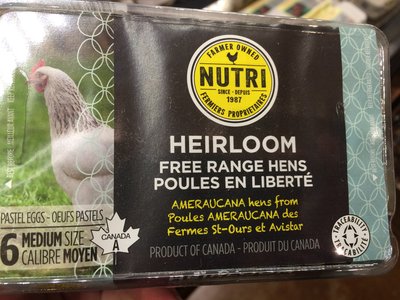 FARMER OWNED
NUTRI
SINCE • DEPUIS
1987
FERMIERS PROPRIÉTAIRES
HEIRLOOM
FREE RANGE HENS
POULES EN LIBERTÉ
AMERAUCANA hens from
Poules AMERAUCANA des
Fermes St-Ours et Avistar
PRODUCT OF CANADA - PRODUIT DU CANADA
PASTEL EGGS - OEUFS PASTELS
6 MEDIUM SIZE
CALIBRE MOYEN
CANADA
A
TRACEABILITY
TRAÇABILITÉ